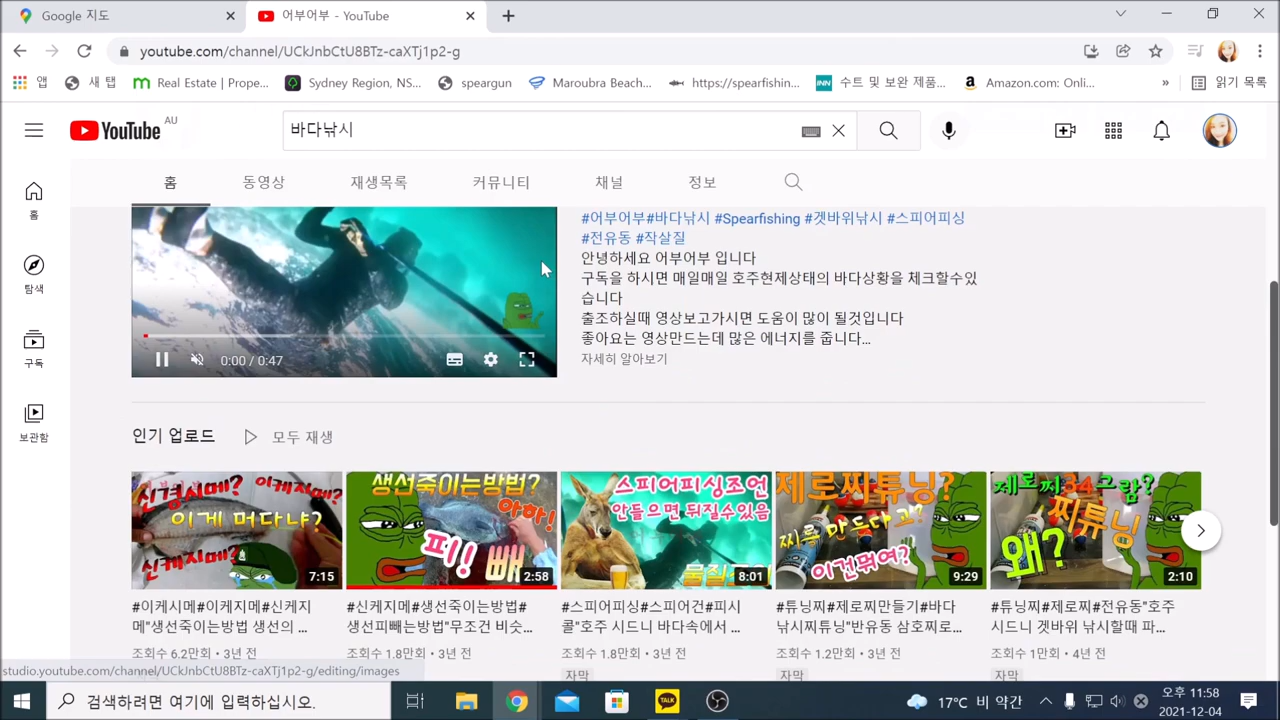 Google 지도
어부어부 - YouTube
youtube.com/channel/UCkJnbCtU8BTz-caXTj1p2-g
앱
새 탭
Real Estate | Prope...
Sydney Region, NS...
speargun
Maroubra Beach...
https://spearfishin...
수트 및 보완 제품...
Amazon.com: Onli...
»
읽기 목록
YouTube AU
바다낚시
홈
동영상
재생목록
커뮤니티
채널
정보
홈
탐색
구독
보관함
#어부어부#바다낚시 #Spearfishing #겟바위낚시 #스피어피싱
#전유동 #작살질
안녕하세요 어부어부 입니다
구독을 하시면 매일매일 호주현제상태의 바다상황을 체크할수있
습니다
출조하실때 영상보고가시면 도움이 많이 될것입니다
좋아요는 영상만드는데 많은 에너지를 줍니다...
자세히 알아보기
0:00 / 0:47
인기 업로드
모두 재생
신경시메? 이케지메?
이게 머다냐?
신케지메?
7:15
생선죽이는방법?
아하!
피! 빼
2:58
스피어피싱조언
안들으면 뒤질수있음
8:01
제로찌튜닝?
찌를 만든다고?
이건뭐여?
9:29
제로찌34그람?
찌튜닝
왜?
2:10
#이케시메#이케지메#신케지
메"생선죽이는방법 생선의 ...
조회수 6.2만회 • 3년 전
#신케지메#생선죽이는방법#
생선피빼는방법"무조건 비슷...
조회수 1.8만회 • 3년 전
#스피어피싱#스피어건#피시
콜"호주 시드니 바다속에서 ...
조회수 1.8만회 • 3년 전
자막
#튜닝찌#제로찌만들기#바다
낚시찌튜닝"반유동 삼호찌로...
조회수 1.2만회 • 3년 전
자막
#튜닝찌#제로찌#전유동"호주
시드니 겟바위 낚시할때 파...
조회수 1만회 • 4년 전
자막
studio.youtube.com/channel/UCkJnbCtU8BTz-caXTj1p2-g/editing/images
검색하려면 여기에 입력하십시오.
TALK
17°C 비 약간
오후 11:58
2021-12-04